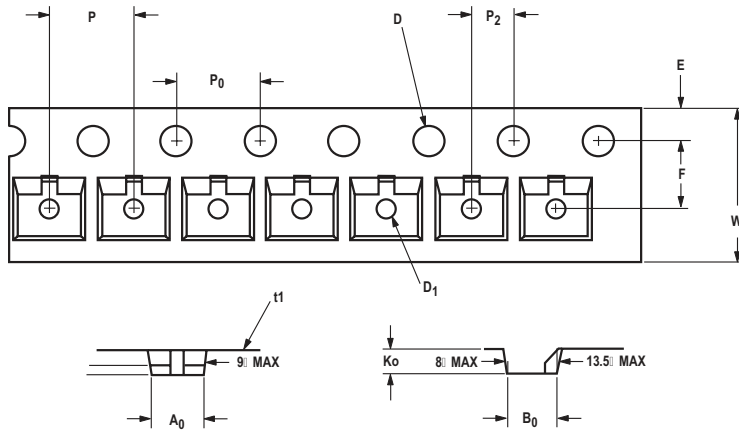 P
D
P2
P0
E
F
W
D1
t1
9▯ MAX
Ko
8▯ MAX
13.5▯ MAX
A0
B0